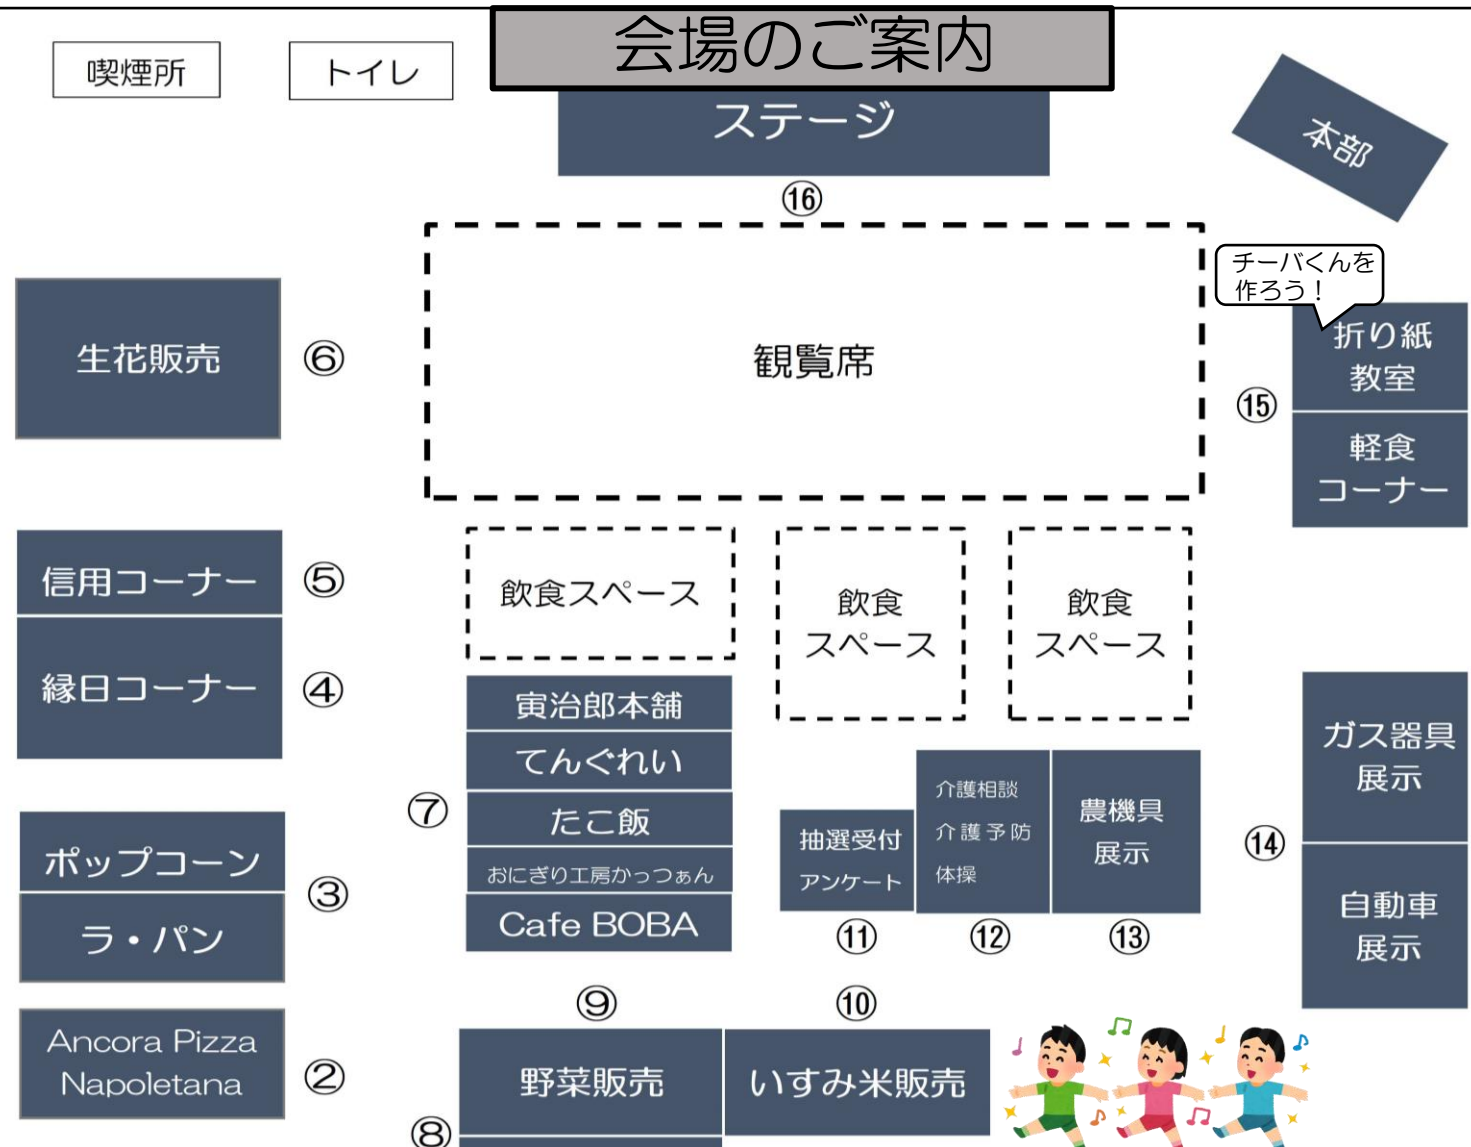 会場のご案内
喫煙所
トイレ
ステージ
本部
⑯
チーバくんを
作ろう！
生花販売
⑥
観覧席
折り紙
教室
⑮
軽食
コーナー
信用コーナー
⑤
縁日コーナー
④
飲食スペース
飲食
スペース
飲食
スペース
寅治郎本舗
てんぐれい
たこ飯
おにぎり工房かっつぁん
Cafe BOBA
⑦
ポップコーン
ラ・パン
③
抽選受付
アンケート
⑪
介護相談
介護予防
体操
⑫
農機具
展示
⑬
ガス器具
展示
⑭
自動車
展示
Ancora Pizza
Napoletana
②
⑨
⑩
野菜販売
いすみ米販売
⑧